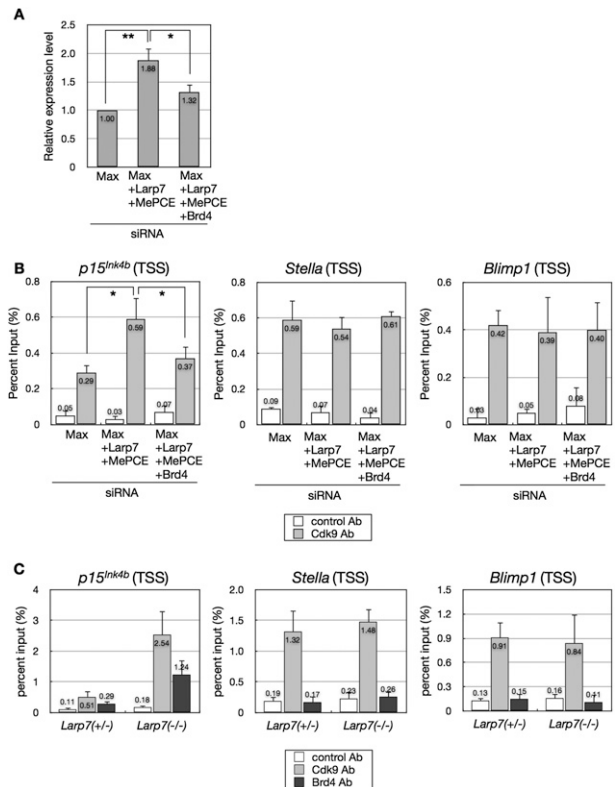 A
Relative expression level
2.5
2.0
1.5
1.0
0.5
0
** *
1.00 1.88 1.32
Max Max Max
+Larp7 +Larp7
+MePCE +MePCE
+Brd4
siRNA
B
p15Ink4b (TSS) Stella (TSS) Blimp1 (TSS)
Percent Input (%)
0.8
0.6
0.4
0.2
0
* *
0.05 0.29 0.03 0.59 0.07 0.37
Max Max Max
+Larp7 +Larp7
+MePCE +MePCE
+Brd4
siRNA
Percent Input (%)
0.8
0.6
0.4
0.2
0
0.09 0.59 0.07 0.54 0.04 0.61
Max Max Max
+Larp7 +Larp7
+MePCE +MePCE
+Brd4
siRNA
Percent Input (%)
0.6
0.4
0.2
0
0.03 0.42 0.05 0.39 0.08 0.40
Max Max Max
+Larp7 +Larp7
+MePCE +MePCE
+Brd4
siRNA
control Ab
Cdk9 Ab
C
p15Ink4b (TSS) Stella (TSS) Blimp1 (TSS)
percent input (%)
4
3
2
1
0
0.11 0.51 0.29 0.18 2.54 1.24
Larp7(+/-) Larp7(-/-)
percent input (%)
2.0
1.5
1.0
0.5
0
0.19 1.32 0.17 0.23 1.48 0.26
Larp7(+/-) Larp7(-/-)
percent input (%)
1.5
1.2
0.9
0.6
0.3
0
0.13 0.91 0.15 0.16 0.84 0.11
Larp7(+/-) Larp7(-/-)
control Ab
Cdk9 Ab
Brd4 Ab